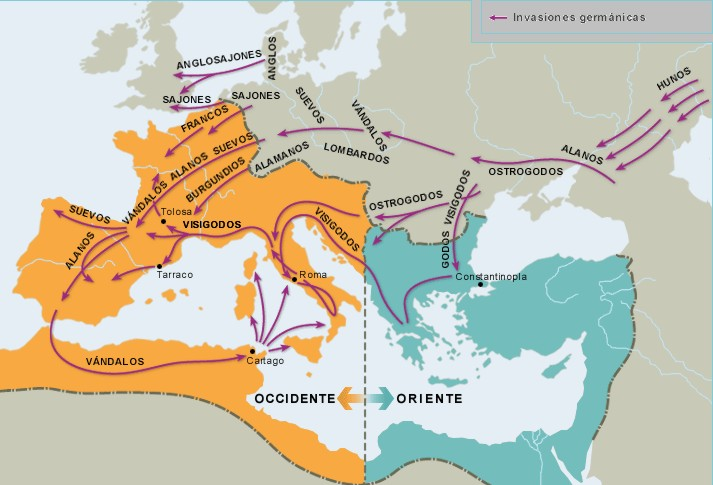 Invasiones germánicas
ANGLOSAJONES
ANGLOS
HUNOS
SAJONES
SAJONES
FRANCOS
SUEVOS
VÁNDALOS
ALANOS
LOMBARDOS
ALAMANOS
OSTROGODOS
VÁNDALOS ALANOS SUEVOS
BURGUNDIOS
OSTROGODOS
GODOS VISIGODOS
SUEVOS
Tolosa
VISIGODOS
VISIGODOS
ALANOS
Tarraco
Roma
Constantinopla
VÁNDALOS
Cartago
OCCIDENTE
ORIENTE